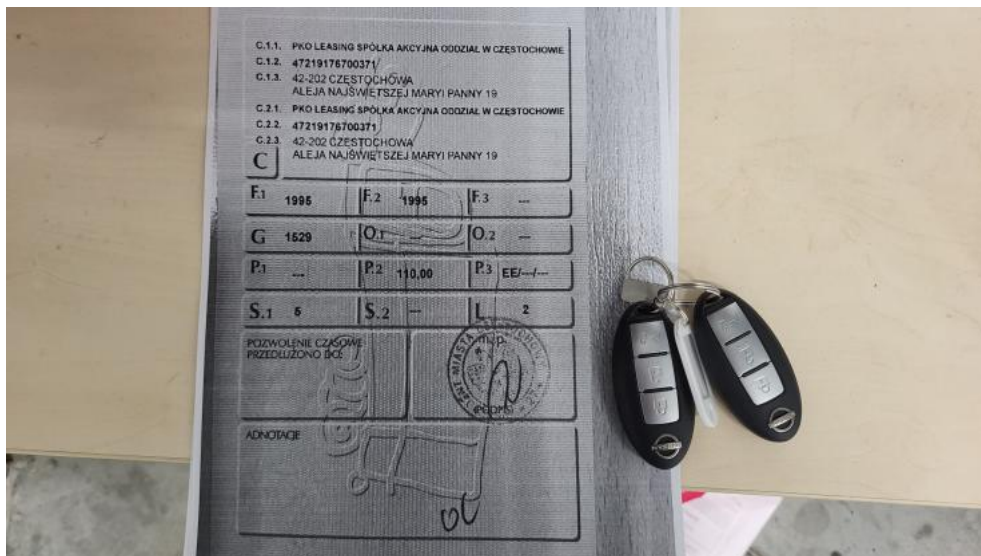 C.1.1. PKO LEASING SPÓŁKA AKCYJNA ODDZIAŁ W CZĘSTOCHOWIE
C.1.2. 47219176700371
C.1.3. 42-202 CZĘSTOCHOWA
ALEJA NAJŚWIĘTSZEJ MARYI PANNY 19
C.2.1. PKO LEASING SPÓŁKA AKCYJNA ODDZIAŁ W CZĘSTOCHOWIE
C.2.2. 47219176700371
C.2.3. 42-202 CZĘSTOCHOWA
ALEJA NAJŚWIĘTSZEJ MARYI PANNY 19
C
F.1 1995 F.2 1995 F.3 ---
G 1529 O.1 --- O.2 ---
P.1 --- P.2 110,00 P.3 EE/---/---
S.1 5 S.2 --- L 2
POZWOLENIE CZASOWE
PRZEDŁUŻONO DO:
m.p.
(PODPIS)
ADNOTACJE